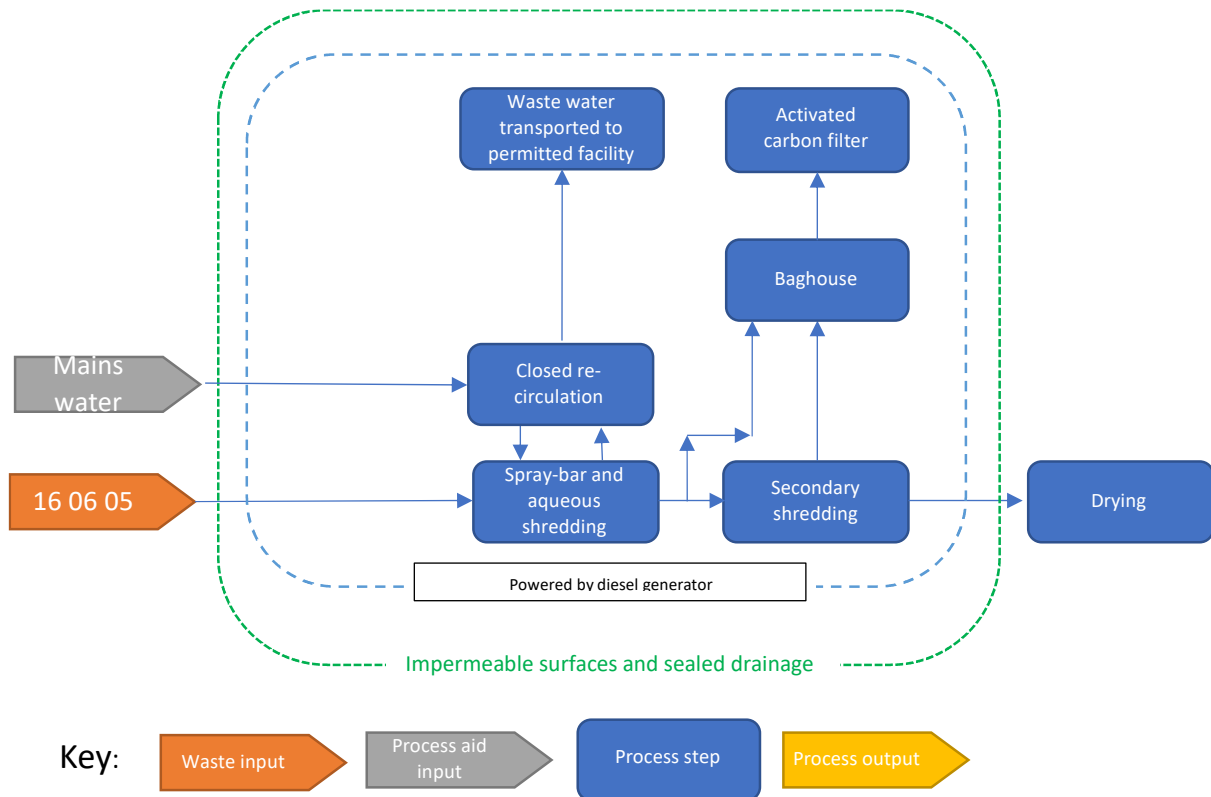 Waste water
transported to
permitted facility
Activated
carbon filter
Baghouse
Mains
water
Closed re-
circulation
16 06 05
Spray-bar and
aqueous
shredding
Secondary
shredding
Drying
Powered by diesel generator
Impermeable surfaces and sealed drainage
Key:
Waste input
Process aid
input
Process step
Process output